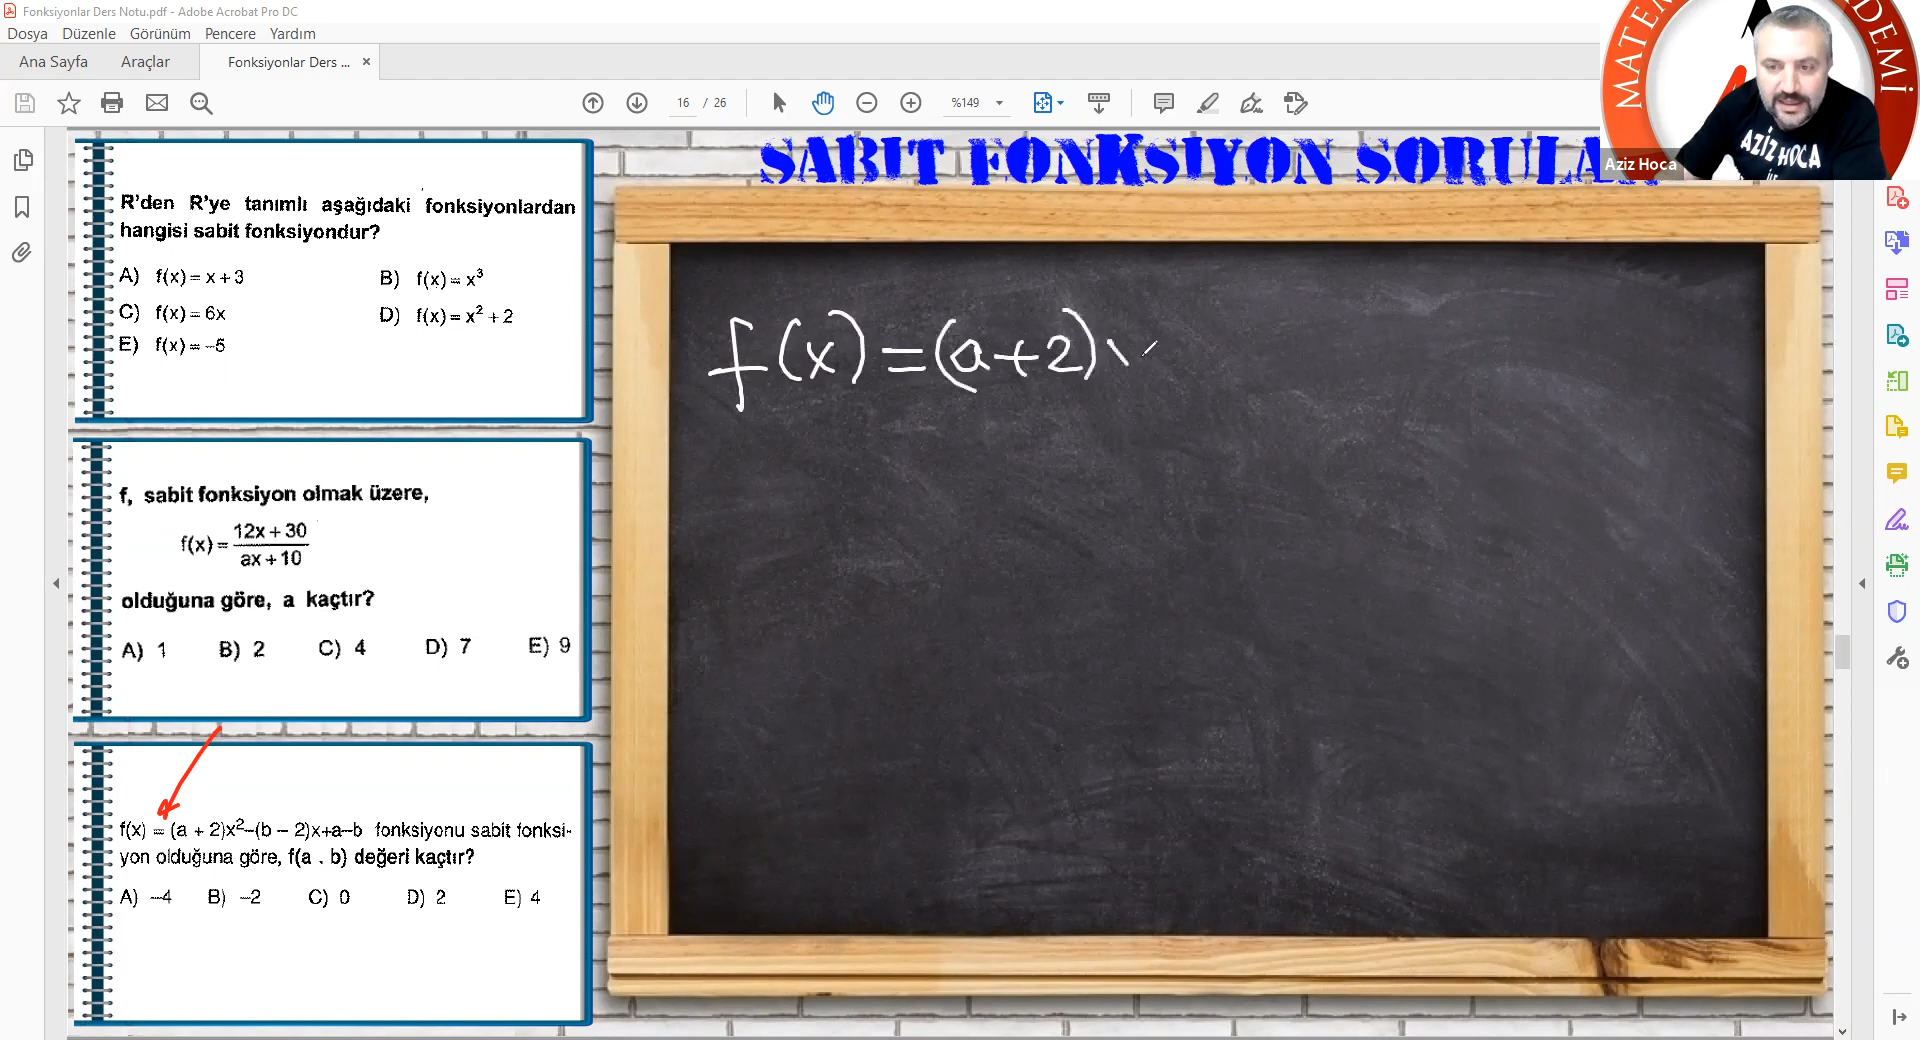 Fonksiyonlar Ders Notu.pdf - Adobe Acrobat Pro DC
Dosya Düzenle Görünüm Pencere Yardım
Ana Sayfa Araçlar Fonksiyonlar Ders ... ×
16 / 26 %149
MATEM
DEMİ
AZİZ HOCA
Aziz Hoca
SABIT FONKSIYON SORULA
R'den R'ye tanımlı aşağıdaki fonksiyonlardan
hangisi sabit fonksiyondur?
A) f(x) = x + 3 B) f(x) = x³
C) f(x) = 6x D) f(x) = x² + 2
E) f(x) = –5
f(x) = (a+2)
f, sabit fonksiyon olmak üzere,
f(x) = 12x + 30 / ax + 10
olduğuna göre, a kaçtır?
A) 1 B) 2 C) 4 D) 7 E) 9
f(x) = (a + 2)x²–(b – 2)x+a–b fonksiyonu sabit fonksi-
yon olduğuna göre, f(a . b) değeri kaçtır?
A) –4 B) –2 C) 0 D) 2 E) 4